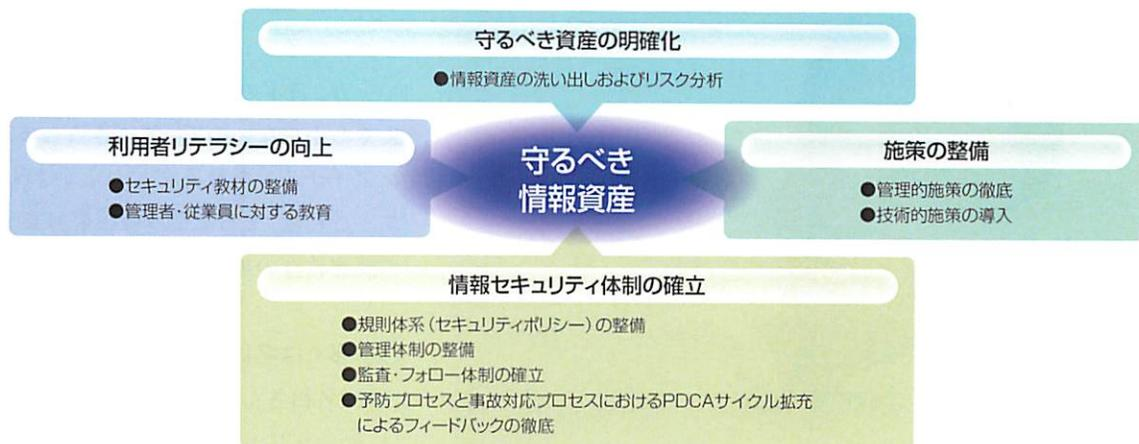 守るべき資産の明確化
●情報資産の洗い出しおよびリスク分析
利用者リテラシーの向上
●セキュリティ教材の整備
●管理者・従業員に対する教育
守るべき
情報資産
施策の整備
●管理的施策の徹底
●技術的施策の導入
情報セキュリティ体制の確立
●規則体系（セキュリティポリシー）の整備
●管理体制の整備
●監査・フォロー体制の確立
●予防プロセスと事故対応プロセスにおけるPDCAサイクル拡充
によるフィードバックの徹底